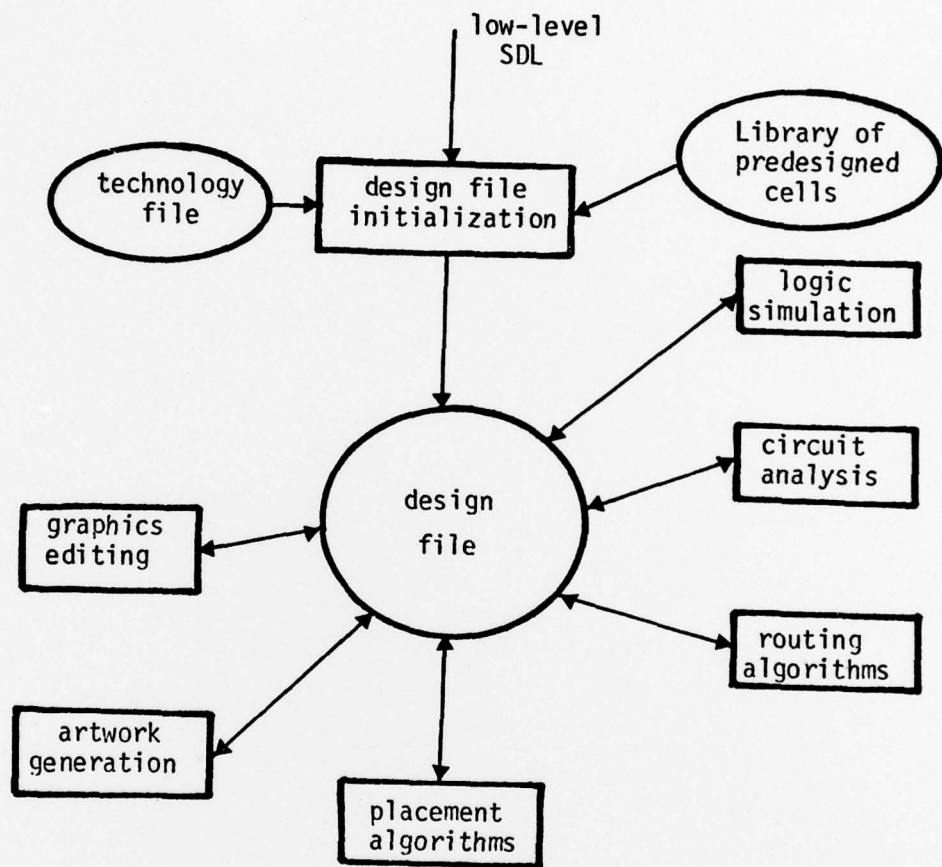 low-level
SDL
Library of
predesigned
cells
technology
file
design file
initialization
logic
simulation
circuit
analysis
design
file
graphics
editing
routing
algorithms
artwork
generation
placement
algorithms